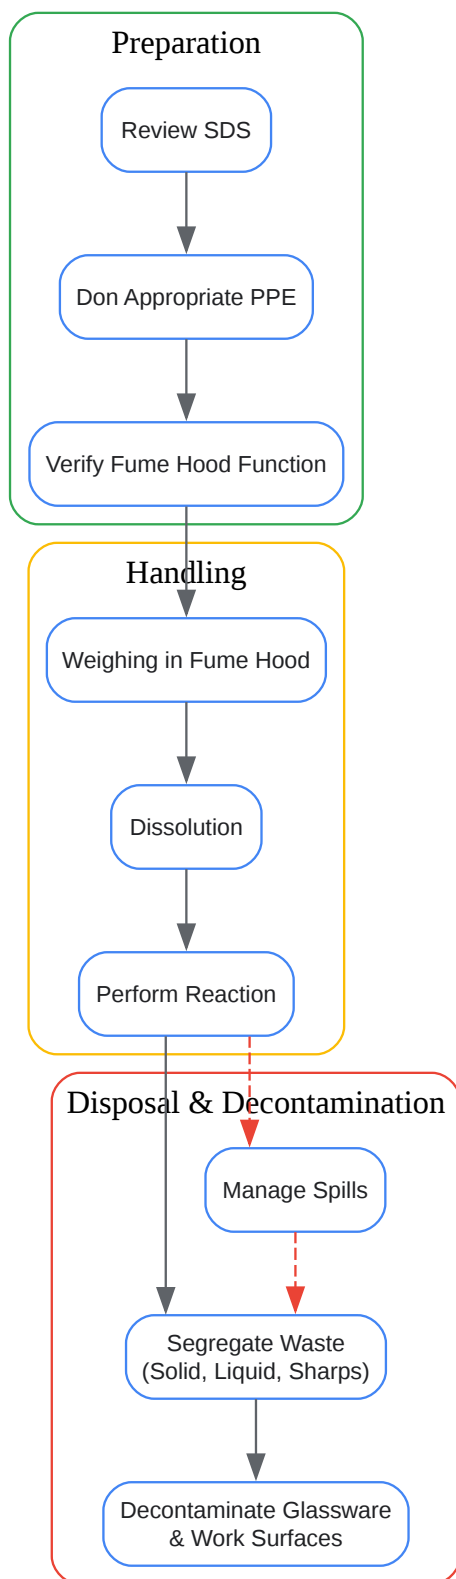 Preparation
Review SDS
Don Appropriate PPE
Verify Fume Hood Function
Handling
Weighing in Fume Hood
Dissolution
Perform Reaction
Disposal & Decontamination
Manage Spills
Segregate Waste
(Solid, Liquid, Sharps)
Decontaminate Glassware
& Work Surfaces